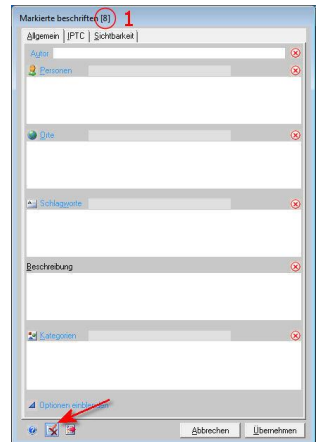 Markierte beschriften [8] 1
Allgemein IPTC Sichtbarkeit
Autor
Personen
Orte
Schlagworte
Beschreibung
Kategorien
Optionen einblenden
Abbrechen Übernehmen